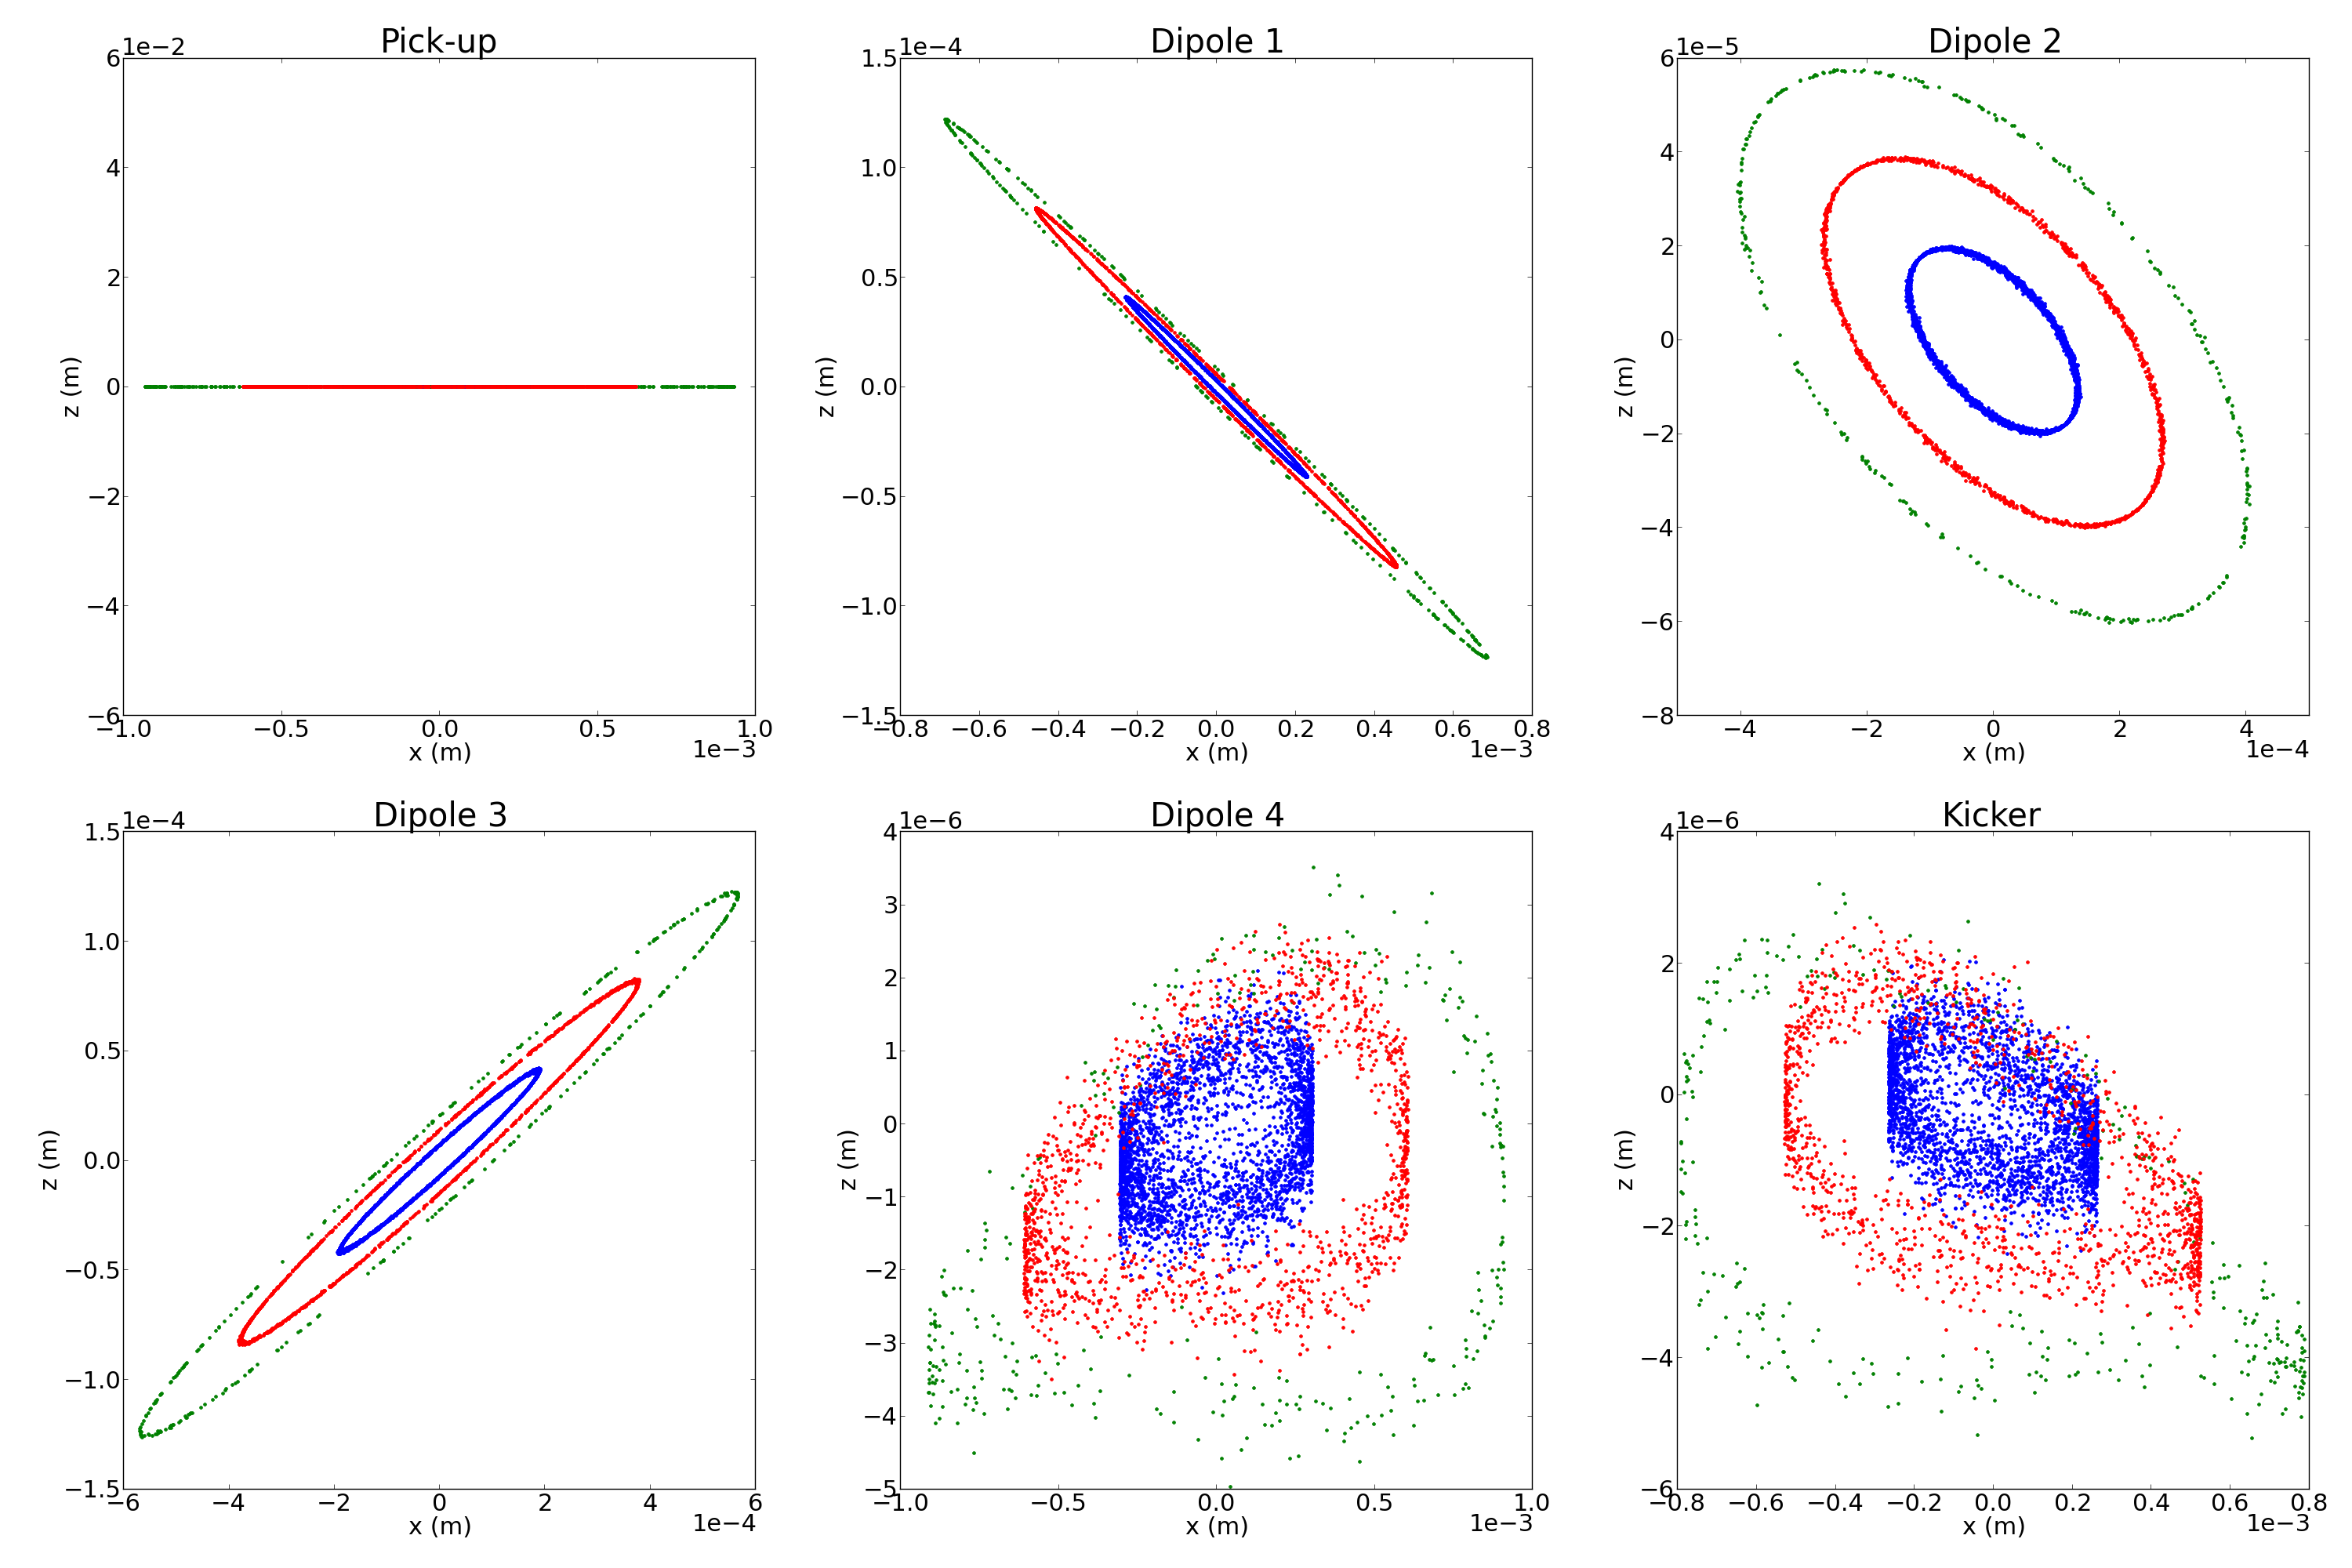 Pick-up
1e−2
6
4
2
0
−2
−4
−6
z (m)
−1.0 −0.5 0.0 0.5 1.0
x (m)
1e−3
Dipole 1
1e−4
1.5
1.0
0.5
0.0
−0.5
−1.0
−1.5
z (m)
−0.8 −0.6 −0.4 −0.2 0.0 0.2 0.4 0.6 0.8
x (m)
1e−3
Dipole 2
1e−5
6
4
2
0
−2
−4
−6
−8
z (m)
−4 −2 0 2 4
x (m)
1e−4
Dipole 3
1e−4
1.5
1.0
0.5
0.0
−0.5
−1.0
−1.5
z (m)
−6 −4 −2 0 2 4 6
x (m)
1e−4
Dipole 4
1e−6
4
3
2
1
0
−1
−2
−3
−4
−5
z (m)
−1.0 −0.5 0.0 0.5 1.0
x (m)
1e−3
Kicker
1e−6
4
2
0
−2
−4
−6
z (m)
−0.8 −0.6 −0.4 −0.2 0.0 0.2 0.4 0.6 0.8
x (m)
1e−3